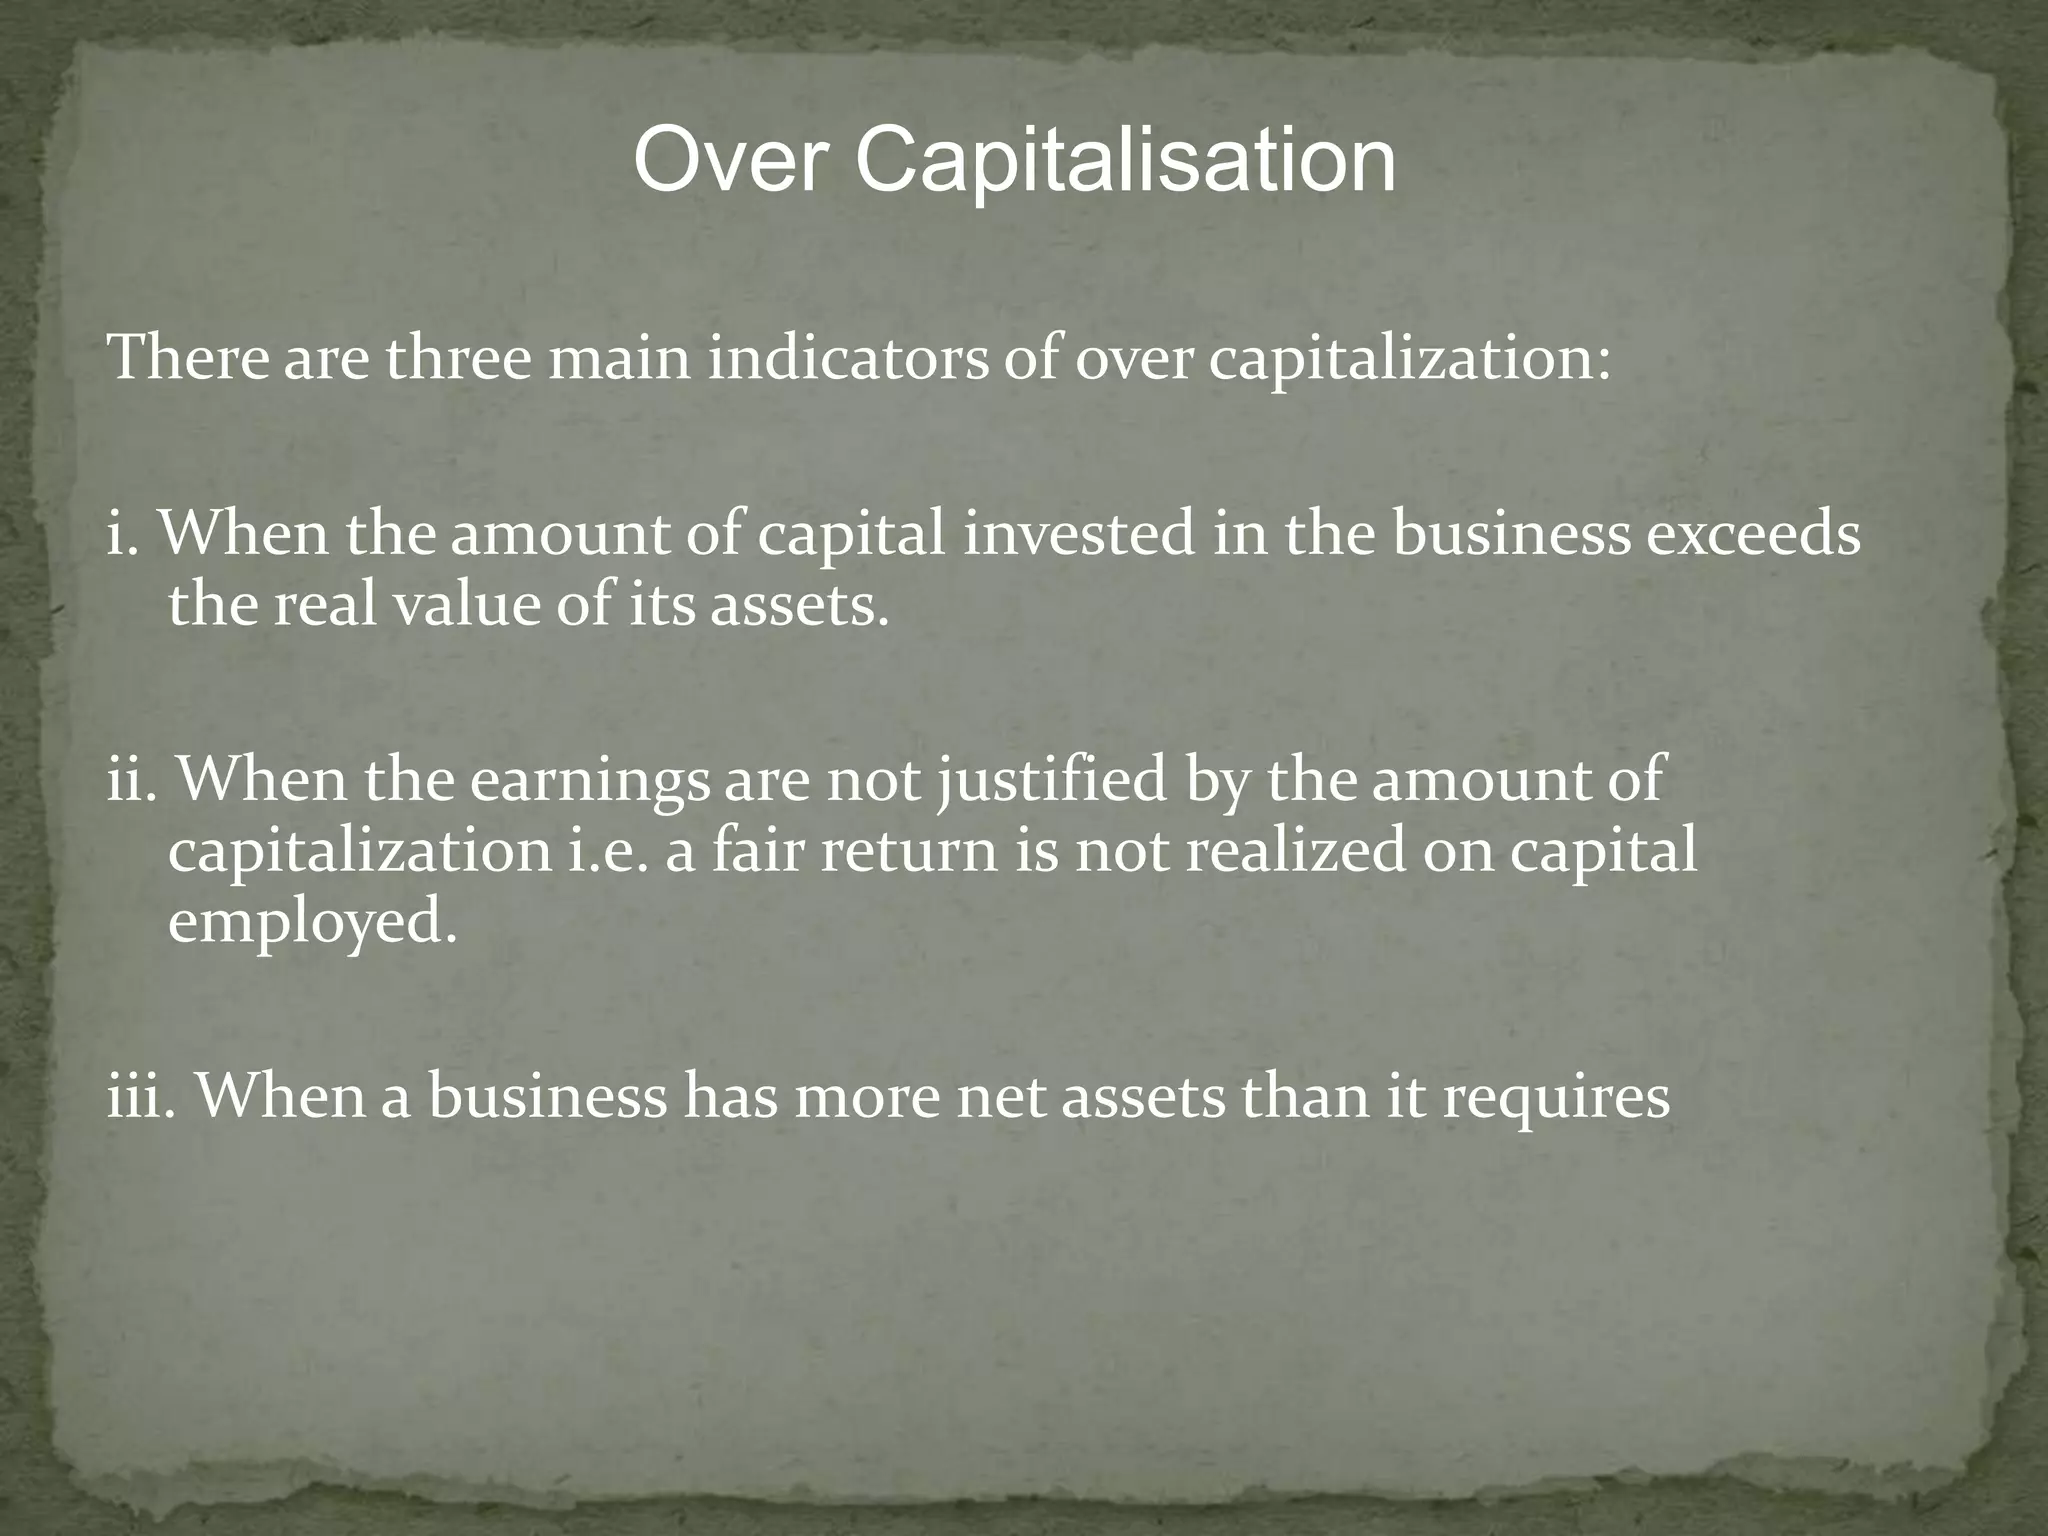 Over Capitalisation
There are three main indicators of over capitalization:
i. When the amount of capital invested in the business exceeds
the real value of its assets.
ii. When the earnings are not justified by the amount of
capitalization i.e. a fair return is not realized on capital
employed.
iii. When a business has more net assets than it requires